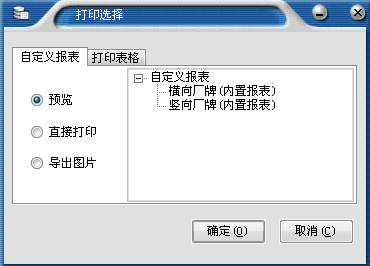 打印选择
自定义报表 打印表格
预览
直接打印
导出图片
自定义报表
横向厂牌(内置报表)
竖向厂牌(内置报表)
确定(O) 取消(C)